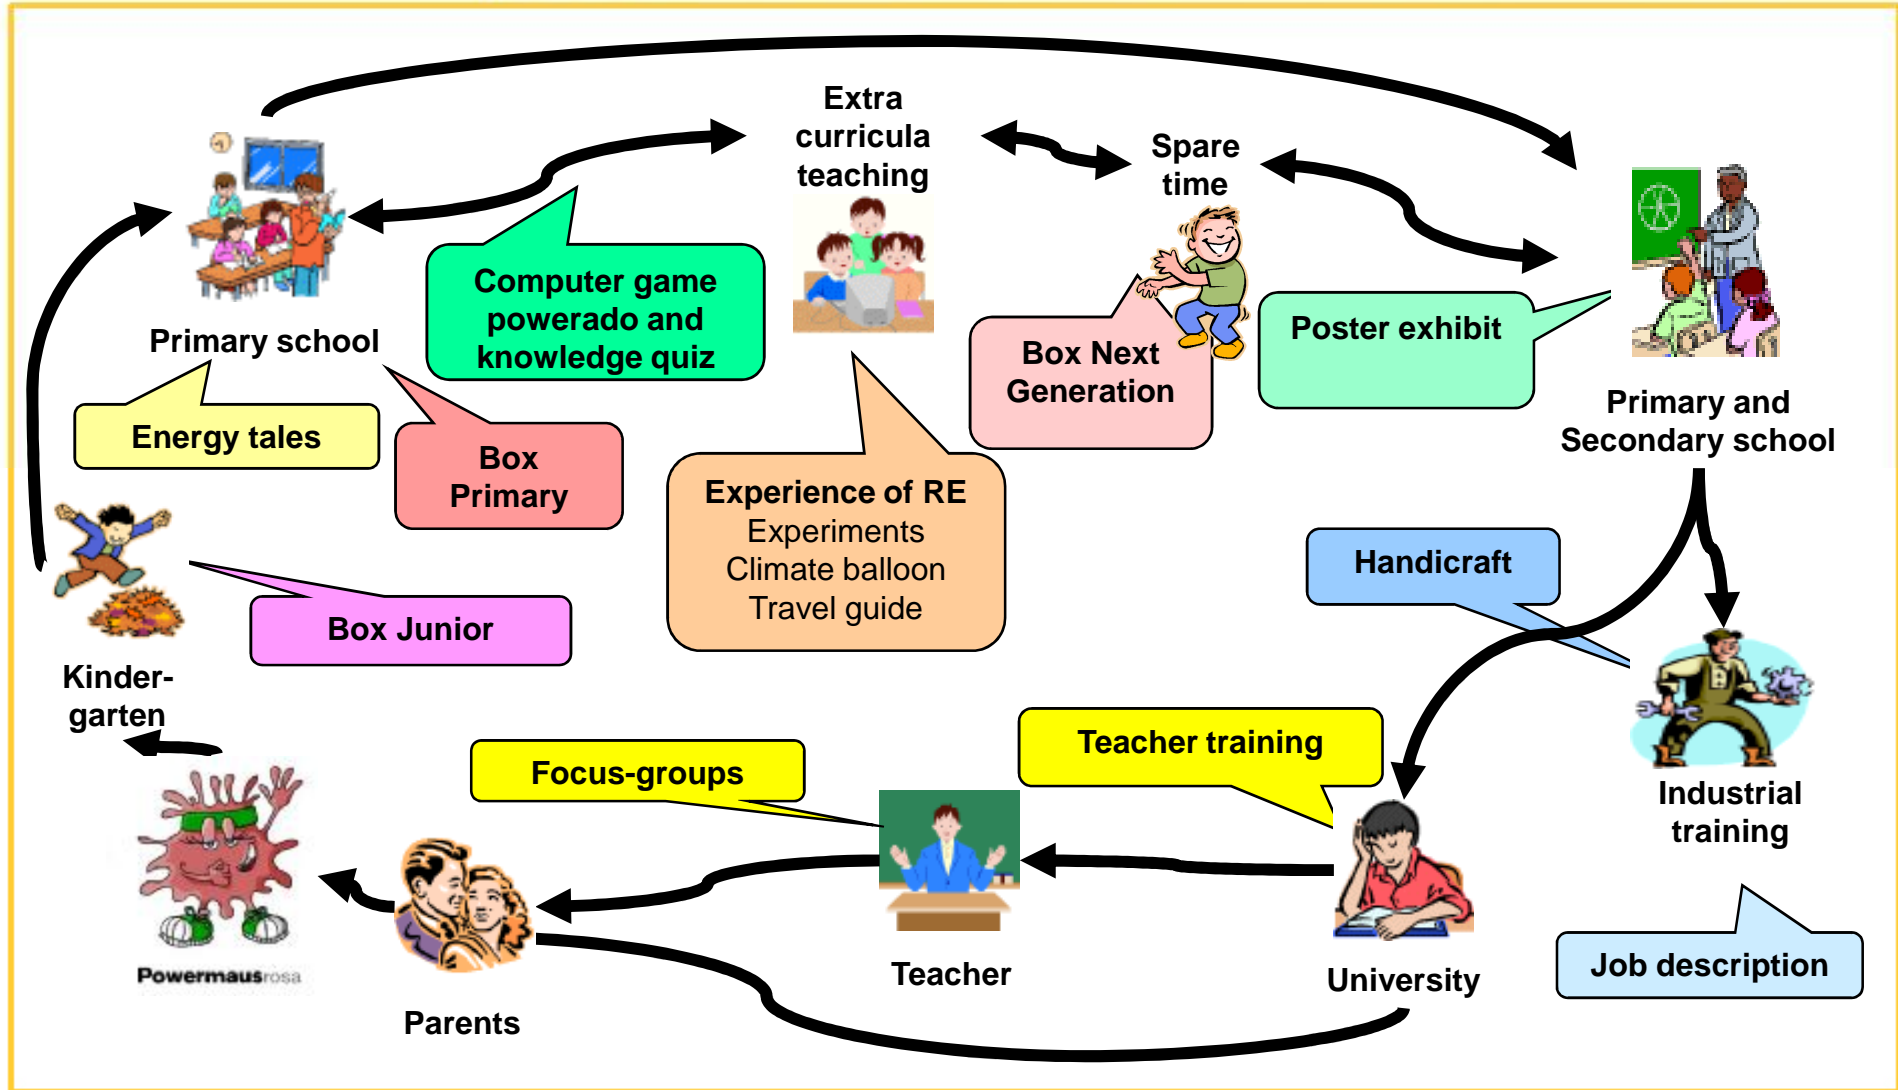 Extra
curricula
teaching
Spare
time
Primary school
Computer game
powerado and
knowledge quiz
Box Next
Generation
Poster exhibit
Primary and
Secondary school
Energy tales
Box
Primary
Experience of RE
Experiments
Climate balloon
Travel guide
Handicraft
Box Junior
Kinder-
garten
Focus-groups
Teacher training
Industrial
training
Powermausrosa
Parents
Teacher
University
Job description